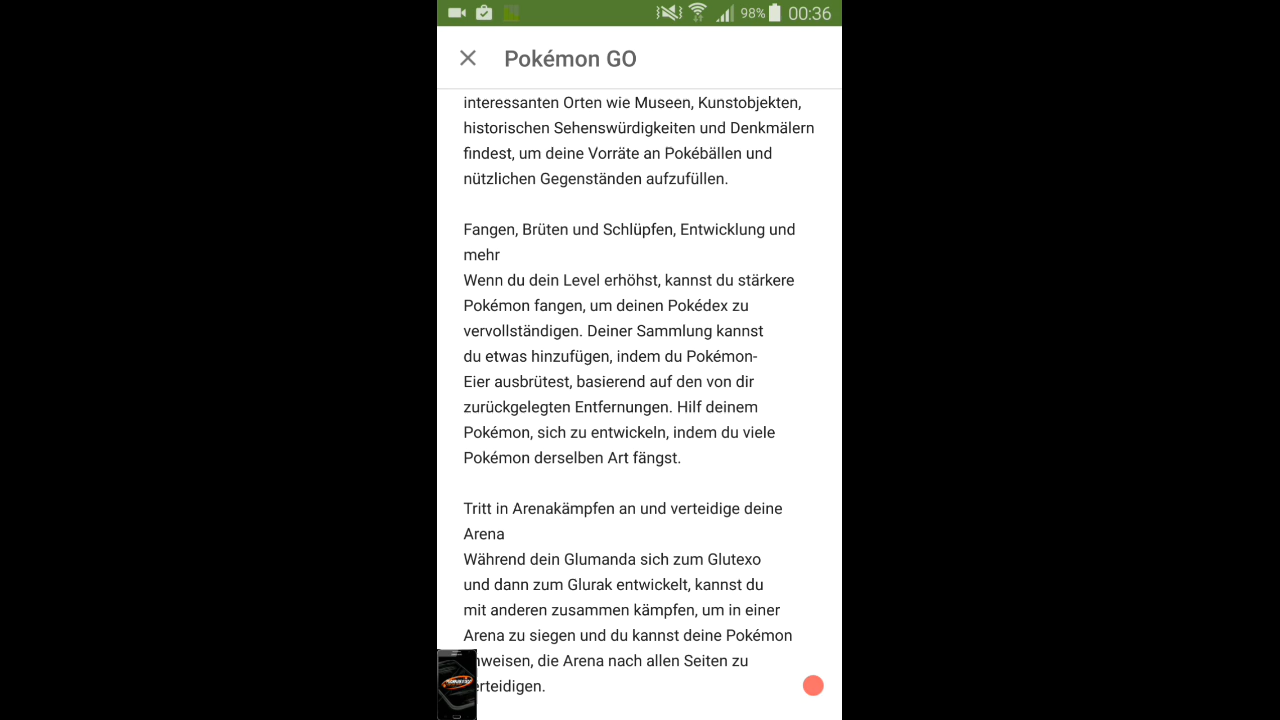 98% 00:36
Pokémon GO
interessanten Orten wie Museen, Kunstobjekten,
historischen Sehenswürdigkeiten und Denkmälern
findest, um deine Vorräte an Pokébällen und
nützlichen Gegenständen aufzufüllen.
Fangen, Brüten und Schlüpfen, Entwicklung und
mehr
Wenn du dein Level erhöhst, kannst du stärkere
Pokémon fangen, um deinen Pokédex zu
vervollständigen. Deiner Sammlung kannst
du etwas hinzufügen, indem du Pokémon-
Eier ausbrütest, basierend auf den von dir
zurückgelegten Entfernungen. Hilf deinem
Pokémon, sich zu entwickeln, indem du viele
Pokémon derselben Art fängst.
Tritt in Arenakämpfen an und verteidige deine
Arena
Während dein Glumanda sich zum Glutexo
und dann zum Glurak entwickelt, kannst du
mit anderen zusammen kämpfen, um in einer
Arena zu siegen und du kannst deine Pokémon
nweisen, die Arena nach allen Seiten zu
erteidigen.